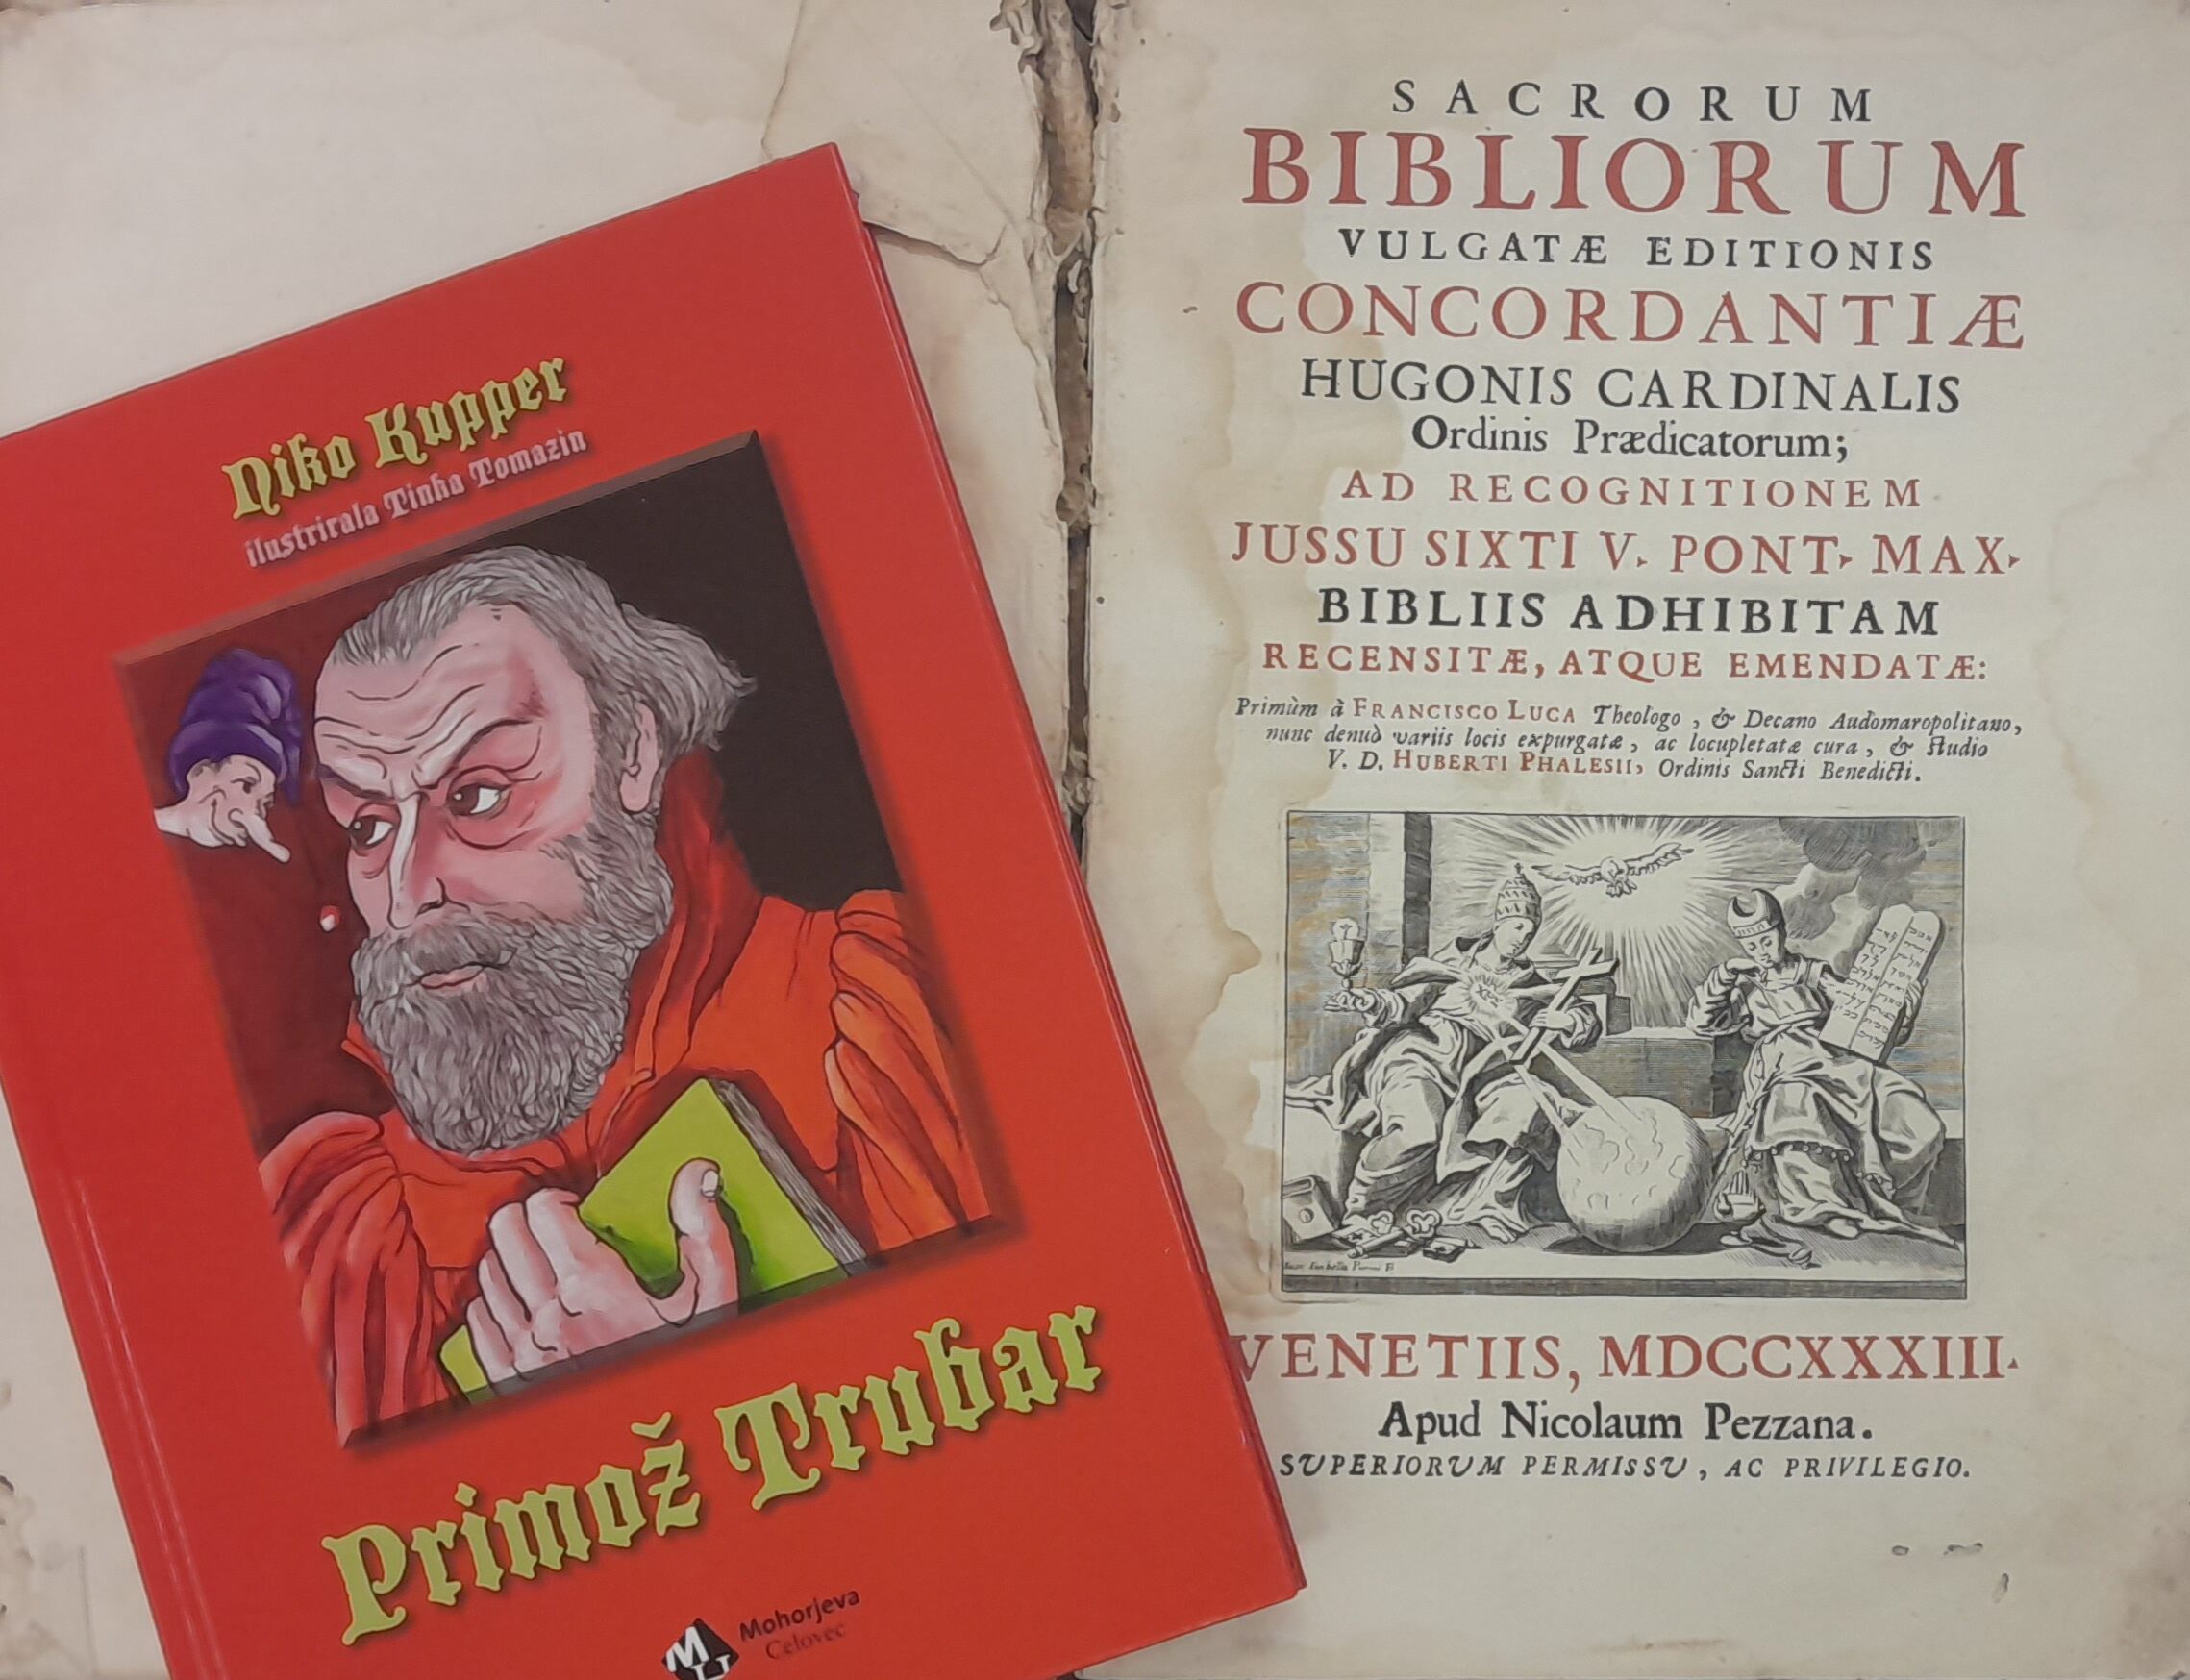 Niko Kupper
ilustrirala Tinka Tomazin
Primož Trubar
Mohorjeva
Celovec
SACRORUM
BIBLIORUM
VULGATÆ EDITIONIS
CONCORDANTIÆ
HUGONIS CARDINALIS
Ordinis Prædicatorum;
AD RECOGNITIONEM
JUSSU SIXTI V. PONT. MAX.
BIBLIIS ADHIBITAM
RECENSITÆ, ATQUE EMENDATÆ:
Primùm à FRANCISCO LUCA Theologo, & Decano Audomaropolitano,
nunc denuò variis locis expurgatæ, ac locupletatæ cura, & studio
V. D. HUBERTI PHALESII, Ordinis Sancti Benedicti.
VENETIIS, MDCCXXXIII.
Apud Nicolaum Pezzana.
SUPERIORUM PERMISSU, AC PRIVILEGIO.